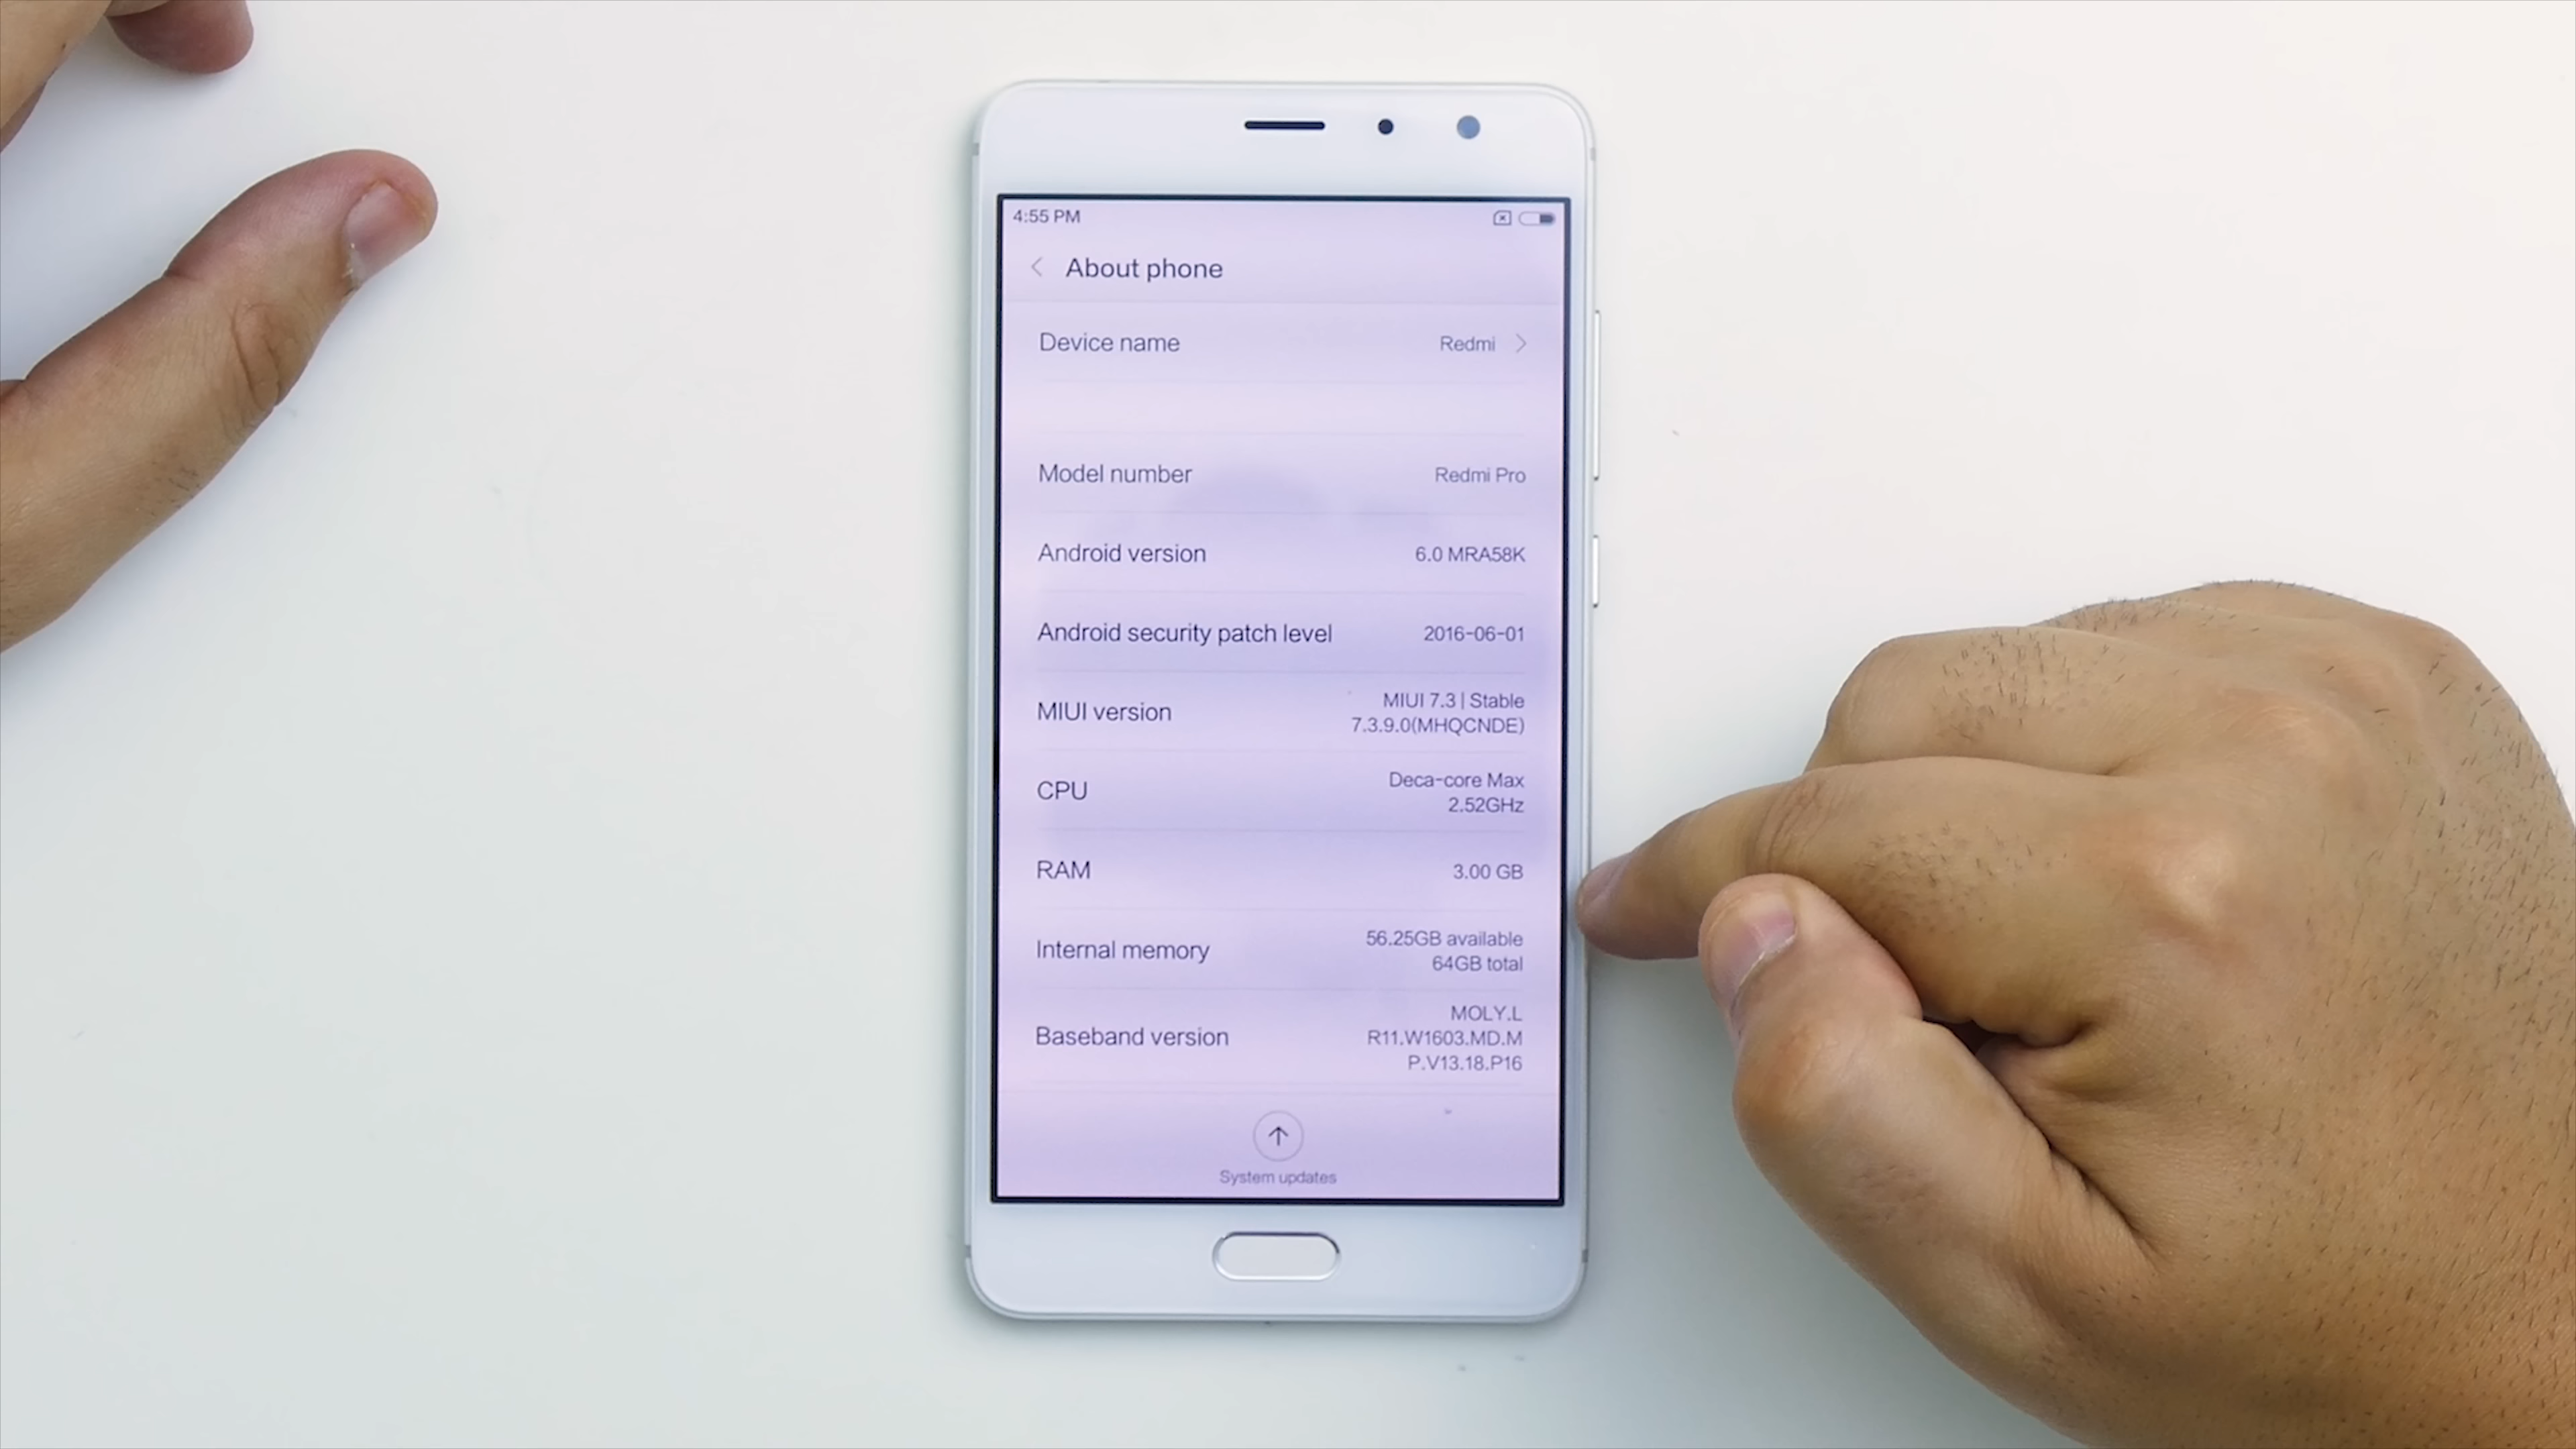 4:55 PM
About phone
Device name Redmi
Model number Redmi Pro
Android version 6.0 MRA58K
Android security patch level 2016-06-01
MIUI version MIUI 7.3 | Stable
7.3.9.0(MHQCNDE)
CPU Deca-core Max
2.52GHz
RAM 3.00 GB
Internal memory 56.25GB available
64GB total
Baseband version MOLY.L
R11.W1603.MD.M
P.V13.18.P16
System updates